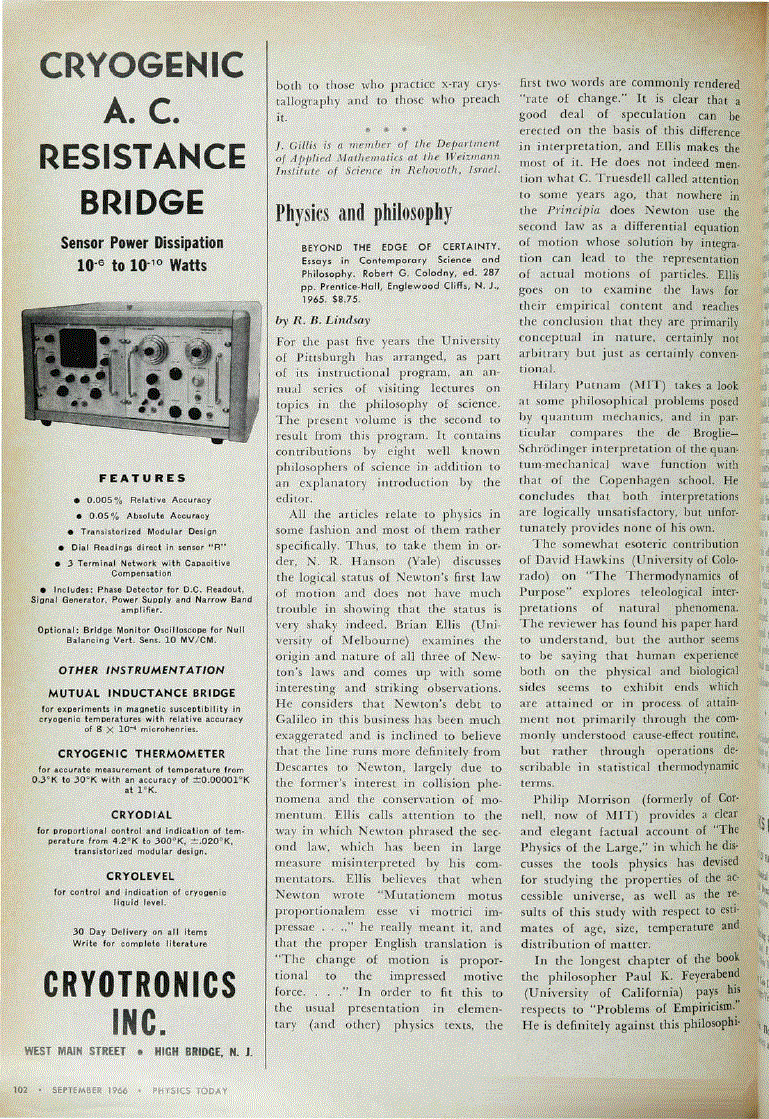 CRYOGENIC
A. C.
RESISTANCE
BRIDGE
Sensor Power Dissipation
10-6 to 10-10 Watts
FEATURES
• 0.005% Relative Accuracy
• 0.05% Absolute Accuracy
• Transistorized Modular Design
• Dial Readings direct in sensor "R"
• 3 Terminal Network with Capacitive
Compensation
• Includes: Phase Detector for D.C. Readout,
Signal Generator, Power Supply and Narrow Band
amplifier.
Optional: Bridge Monitor Oscilloscope for Null
Balancing Vert. Sens. 10 MV/CM.
OTHER INSTRUMENTATION
MUTUAL INDUCTANCE BRIDGE
for experiments in magnetic susceptibility in
cryogenic temperatures with relative accuracy
of 8 × 10-4 microhenries.
CRYOGENIC THERMOMETER
for accurate measurement of temperature from
0.3°K to 30°K with an accuracy of ±0.00001°K
at 1°K.
CRYODIAL
for proportional control and indication of tem-
perature from 4.2°K to 300°K, ±.020°K,
transistorized modular design.
CRYOLEVEL
for control and indication of cryogenic
liquid level.
30 Day Delivery on all items
Write for complete literature
CRYOTRONICS
INC.
WEST MAIN STREET • HIGH BRIDGE, N. J.
both to those who practice x-ray crys-
tallography and to those who preach
it.
* * *
J. Gillis is a member of the Department
of Applied Mathematics at the Weizmann
Institute of Science in Rehovoth, Israel.
Physics and philosophy
BEYOND THE EDGE OF CERTAINTY.
Essays in Contemporary Science and
Philosophy. Robert G. Colodny, ed. 287
pp. Prentice-Hall, Englewood Cliffs, N. J.,
1965. $8.75.
by R. B. Lindsay
For the past five years the University
of Pittsburgh has arranged, as part
of its instructional program, an an-
nual series of visiting lectures on
topics in the philosophy of science.
The present volume is the second to
result from this program. It contains
contributions by eight well known
philosophers of science in addition to
an explanatory introduction by the
editor.
All the articles relate to physics in
some fashion and most of them rather
specifically. Thus, to take them in or-
der, N. R. Hanson (Yale) discusses
the logical status of Newton's first law
of motion and does not have much
trouble in showing that the status is
very shaky indeed. Brian Ellis (Uni-
versity of Melbourne) examines the
origin and nature of all three of New-
ton's laws and comes up with some
interesting and striking observations.
He considers that Newton's debt to
Galileo in this business has been much
exaggerated and is inclined to believe
that the line runs more definitely from
Descartes to Newton, largely due to
the former's interest in collision phe-
nomena and the conservation of mo-
mentum. Ellis calls attention to the
way in which Newton phrased the sec-
ond law, which has been in large
measure misinterpreted by his com-
mentators. Ellis believes that when
Newton wrote "Mutationem motus
proportionalem esse vi motrici im-
pressae . . .," he really meant it, and
that the proper English translation is
"The change of motion is propor-
tional to the impressed motive
force. . . ." In order to fit this to
the usual presentation in elemen-
tary (and other) physics texts, the
first two words are commonly rendered
"rate of change." It is clear that a
good deal of speculation can be
erected on the basis of this difference
in interpretation, and Ellis makes the
most of it. He does not indeed men-
tion what C. Truesdell called attention
to some years ago, that nowhere in
the Principia does Newton use the
second law as a differential equation
of motion whose solution by integra-
tion can lead to the representation
of actual motions of particles. Ellis
goes on to examine the laws for
their empirical content and reaches
the conclusion that they are primarily
conceptual in nature, certainly not
arbitrary but just as certainly conven-
tional.
Hilary Putnam (MIT) takes a look
at some philosophical problems posed
by quantum mechanics, and in par-
ticular compares the de Broglie–
Schrödinger interpretation of the quan-
tum-mechanical wave function with
that of the Copenhagen school. He
concludes that both interpretations
are logically unsatisfactory, but unfor-
tunately provides none of his own.
The somewhat esoteric contribution
of David Hawkins (University of Colo-
rado) on "The Thermodynamics of
Purpose" explores teleological inter-
pretations of natural phenomena.
The reviewer has found his paper hard
to understand, but the author seems
to be saying that human experience
both on the physical and biological
sides seems to exhibit ends which
are attained or in process of attain-
ment not primarily through the com-
monly understood cause-effect routine,
but rather through operations de-
scribable in statistical thermodynamic
terms.
Philip Morrison (formerly of Cor-
nell, now of MIT) provides a clear
and elegant factual account of "The
Physics of the Large," in which he dis-
cusses the tools physics has devised
for studying the properties of the ac-
cessible universe, as well as the re-
sults of this study with respect to esti-
mates of age, size, temperature and
distribution of matter.
In the longest chapter of the book
the philosopher Paul K. Feyerabend
(University of California) pays his
respects to "Problems of Empiricism."
He is definitely against this philosophi-
102 • SEPTEMBER 1966 • PHYSICS TODAY